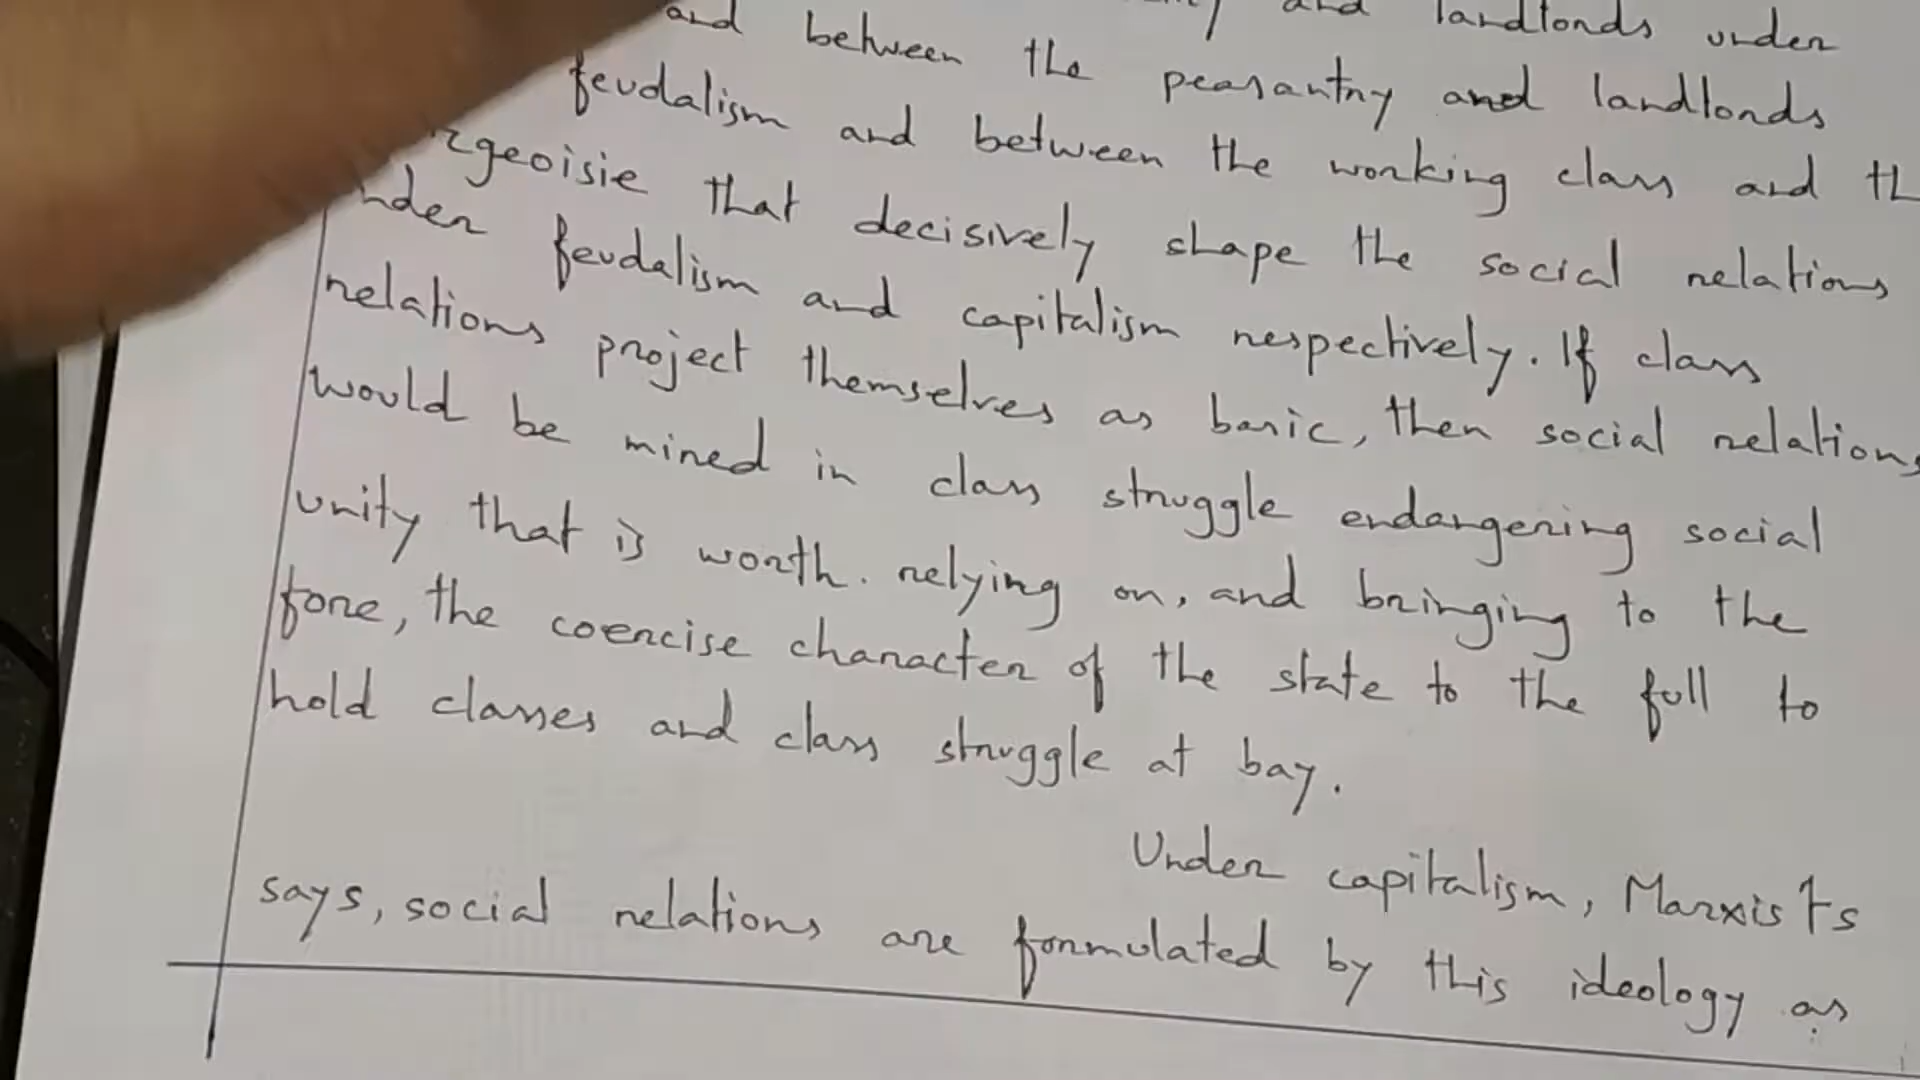 and landlords under
and between the peasantry and landlords
feudalism and between the working class and
that decisively shape the social relations
feudalism and capitalism respectively. If class
relations project themselves as basic, then social relations
would be mired in class struggle endangering social
unity that is worth. relying on, and bringing to the
fore, the coercise character of the state to the full to
hold classes and class struggle at bay.
Under capitalism, Marxists
says, social relations are formulated by this ideology as